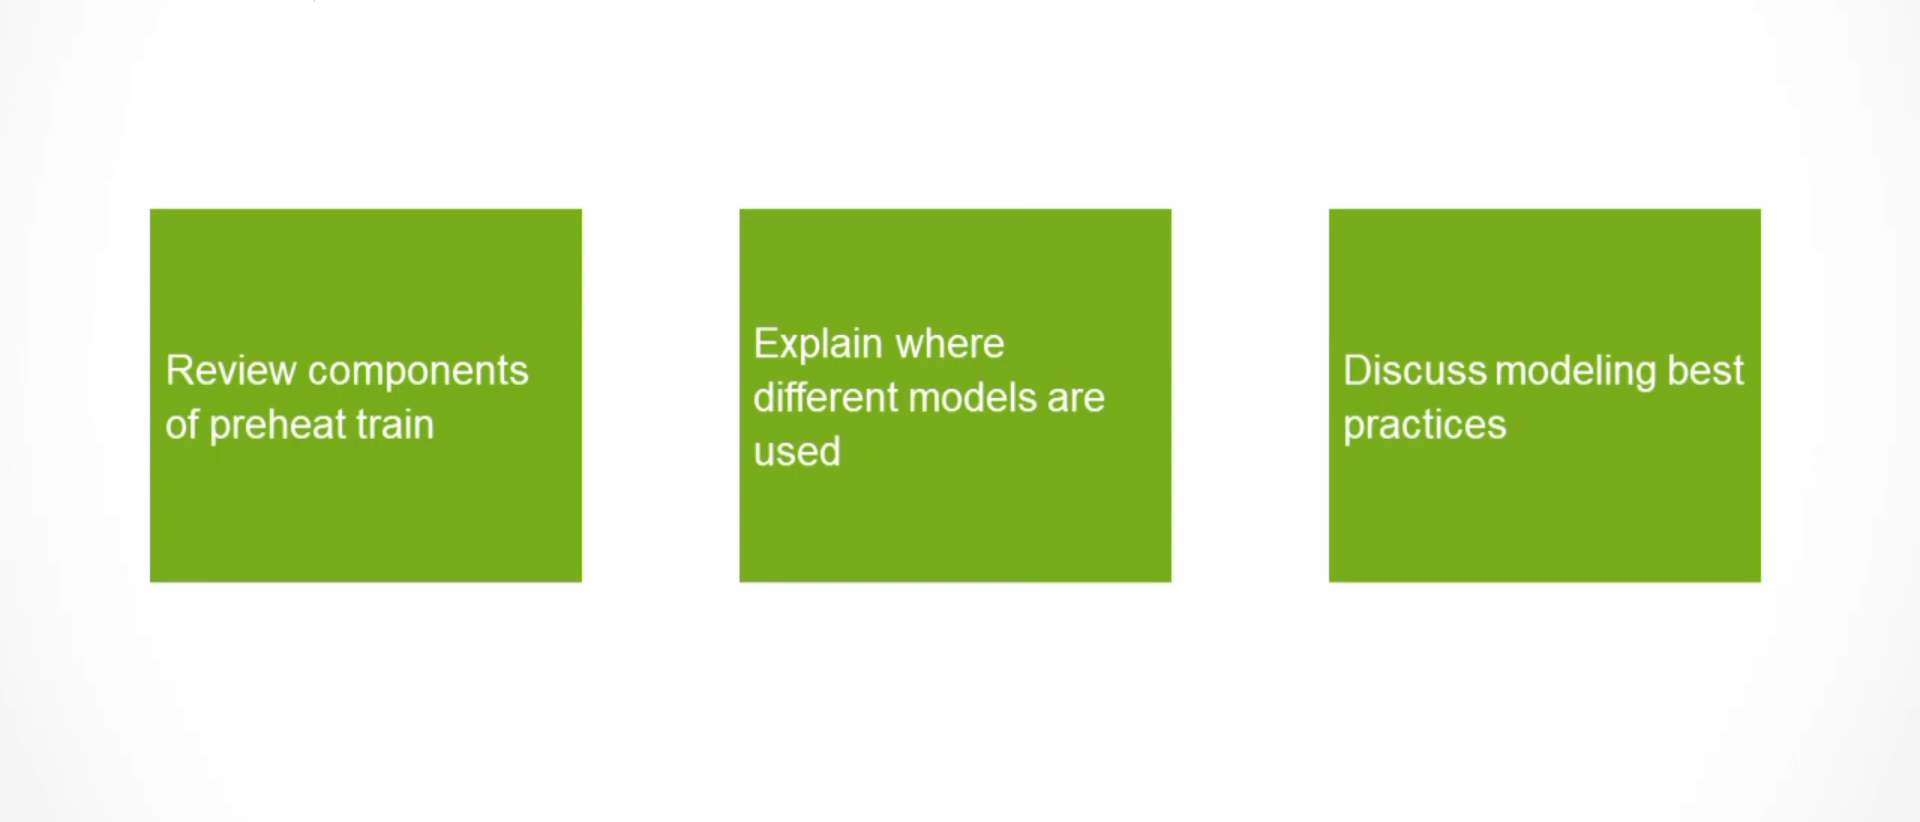 Review components
of preheat train
Explain where
different models are
used
Discuss modeling best
practices